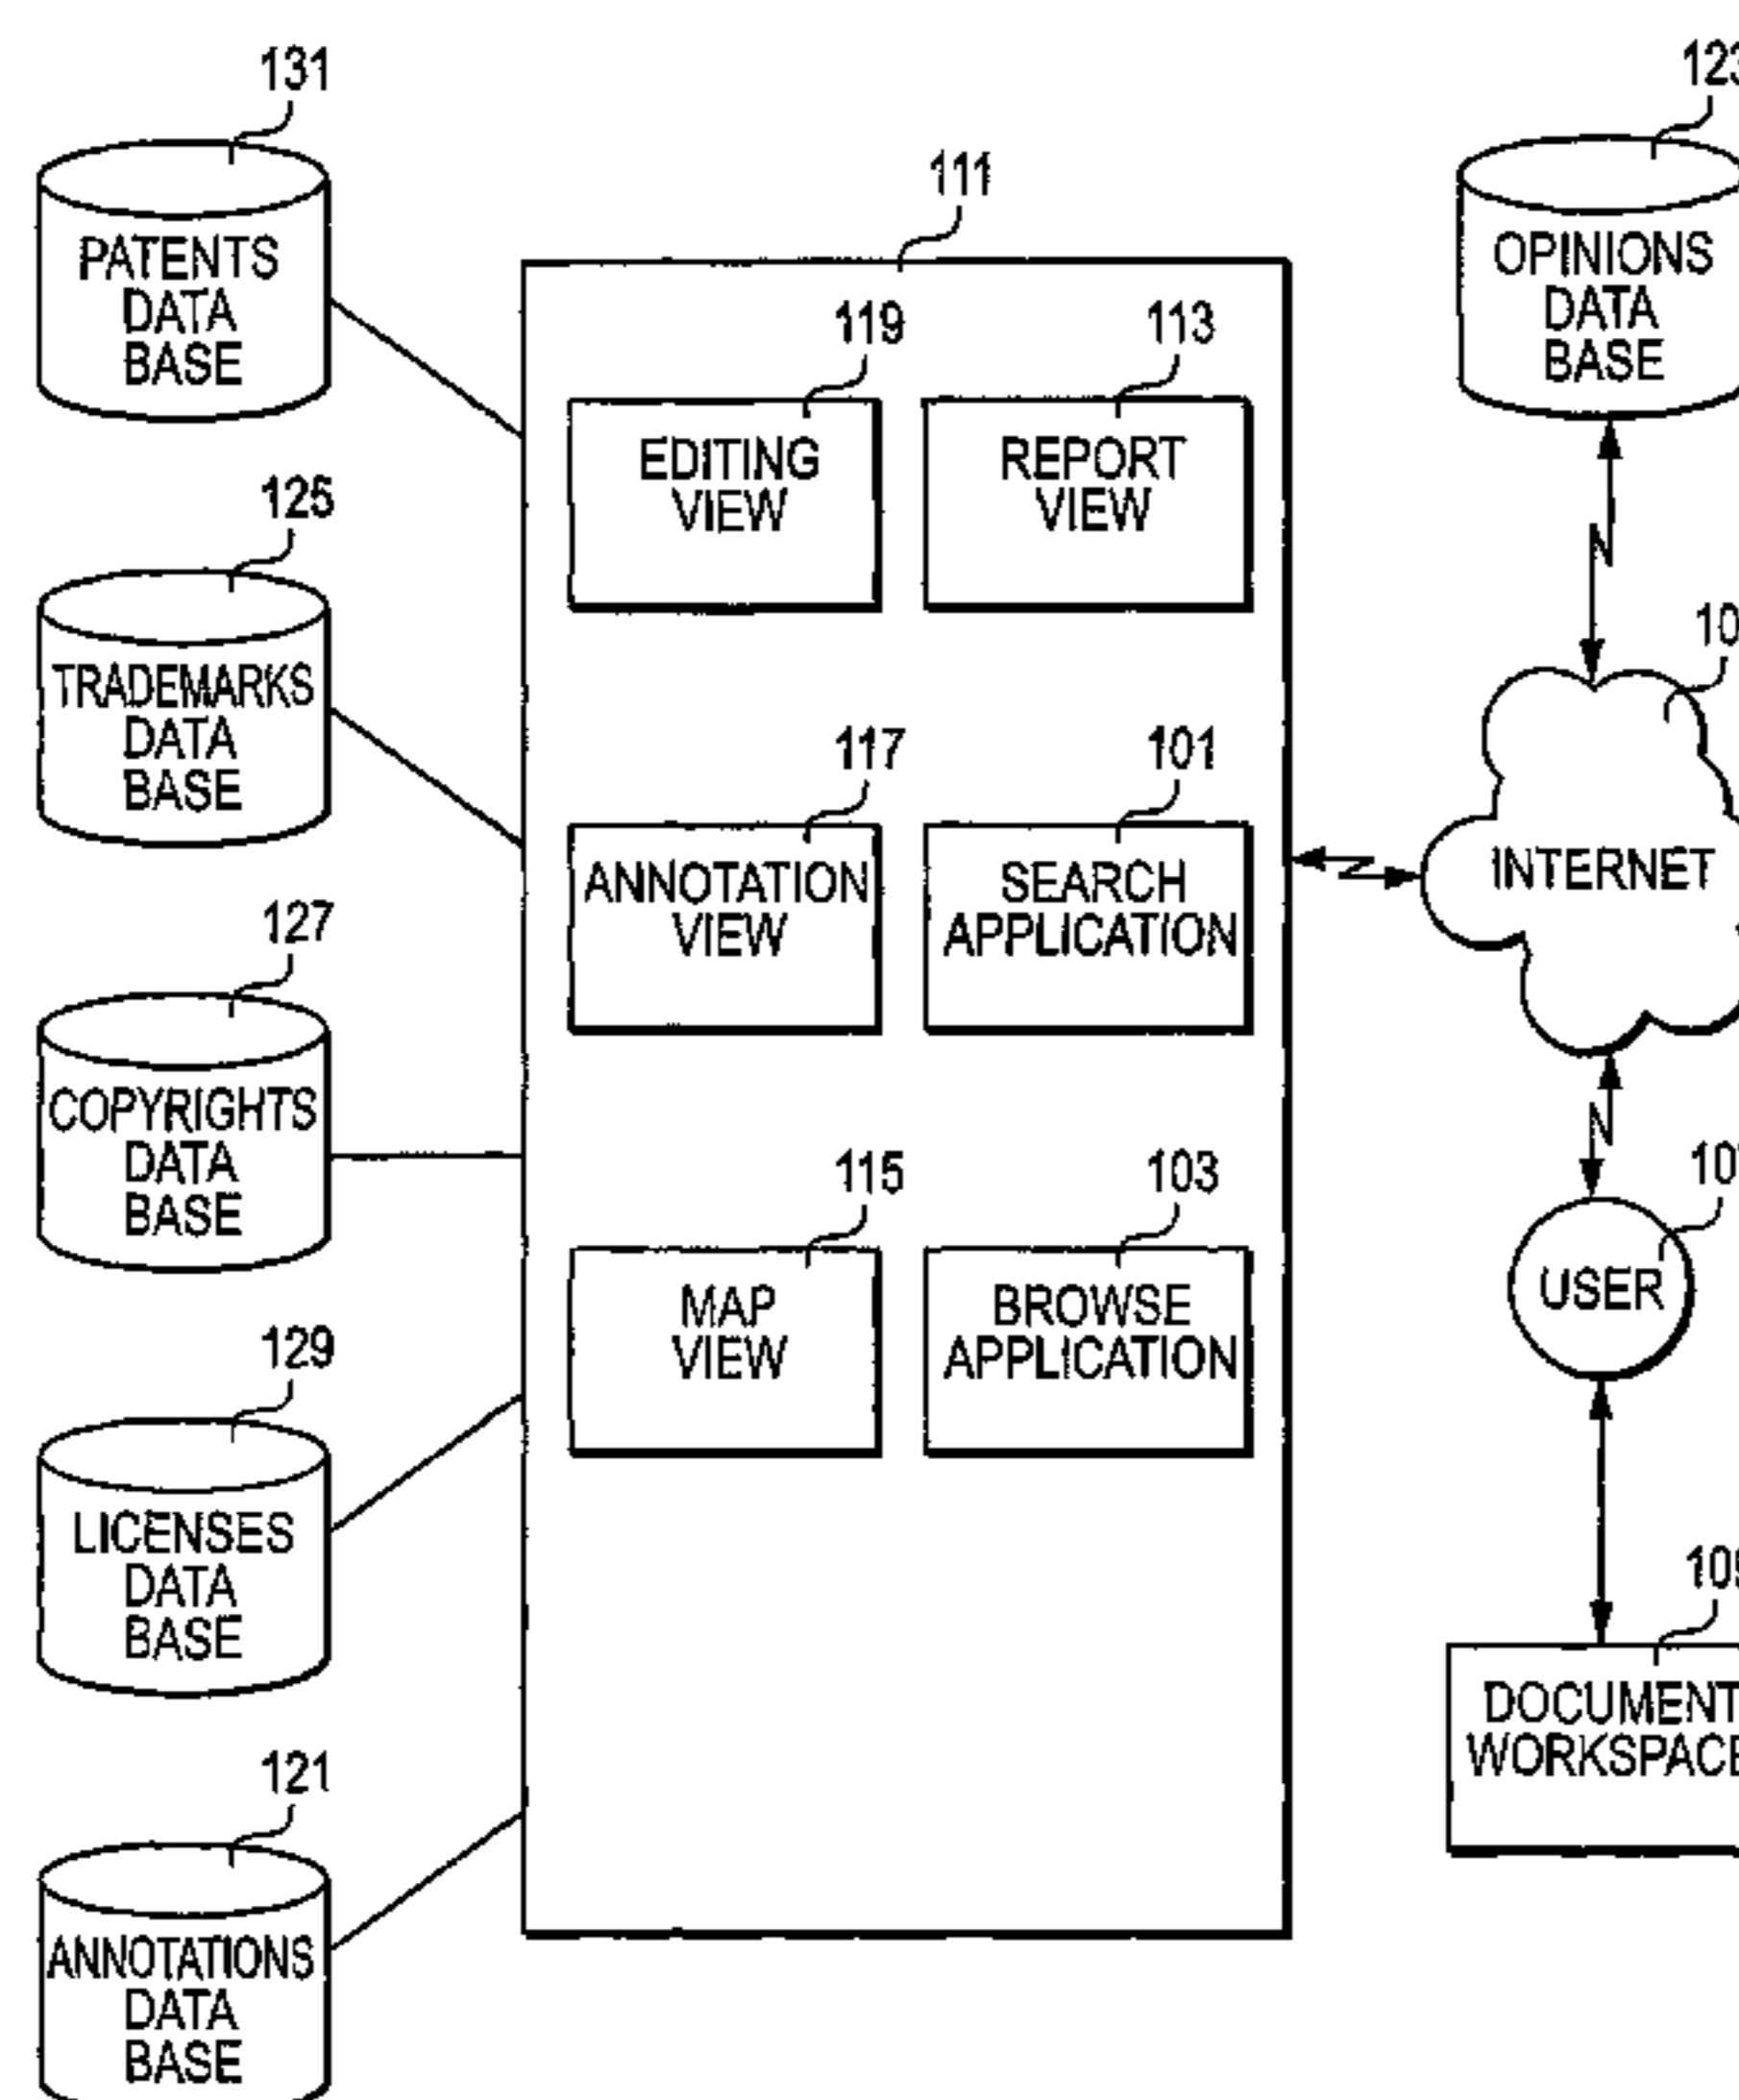 131
PATENTS
DATA
BASE
125
TRADEMARKS
DATA
BASE
127
COPYRIGHTS
DATA
BASE
129
LICENSES
DATA
BASE
121
ANNOTATIONS
DATA
BASE
111
119
EDITING
VIEW
113
REPORT
VIEW
117
ANNOTATION
VIEW
101
SEARCH
APPLICATION
115
MAP
VIEW
103
BROWSE
APPLICATION
123
OPINIONS
DATA
BASE
INTERNET
USER
109
DOCUMENT
WORKSPACE